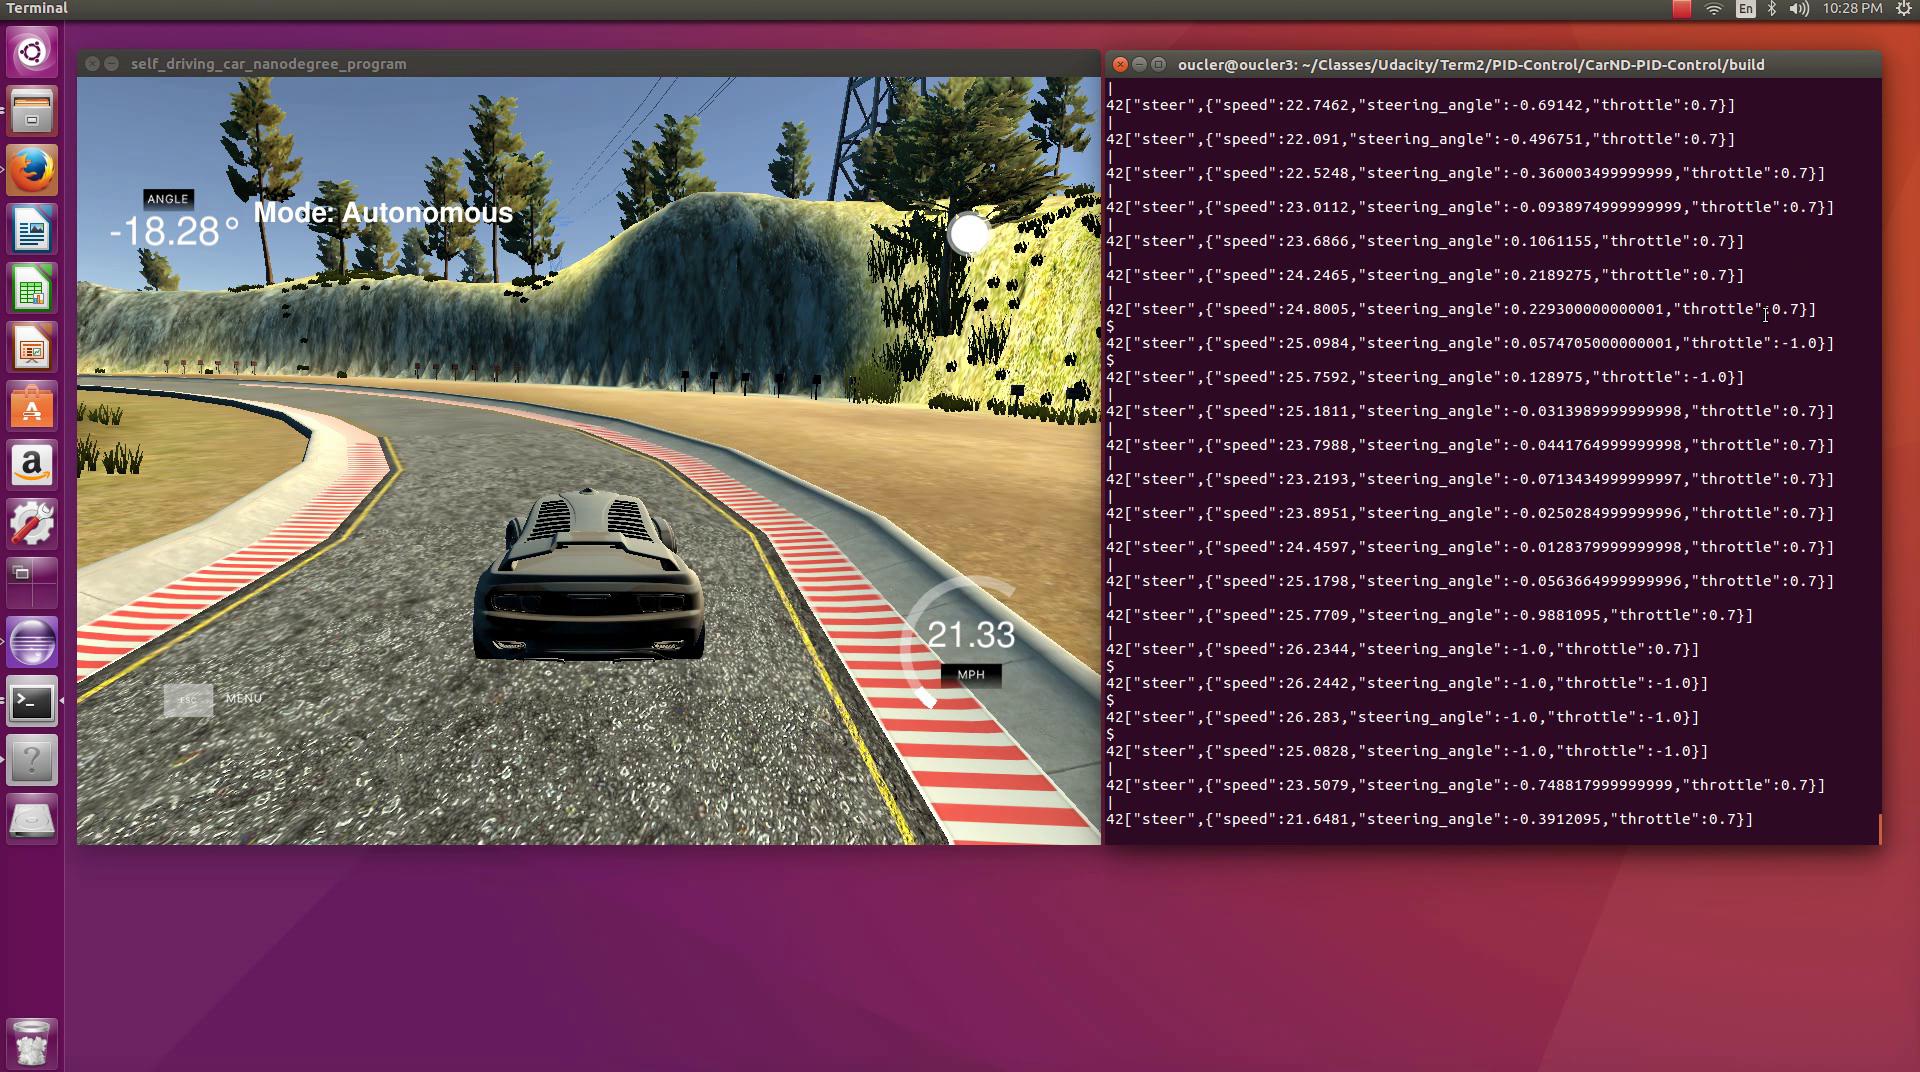 Terminal
En
10:28 PM
self_driving_car_nanodegree_program
ANGLE
-18.28°
Mode: Autonomous
21.33
MPH
ESC
MENU
a
?
oucler@oucler3: ~/Classes/Udacity/Term2/PID-Control/CarND-PID-Control/build
|
42["steer",{"speed":22.7462,"steering_angle":-0.69142,"throttle":0.7}]
|
42["steer",{"speed":22.091,"steering_angle":-0.496751,"throttle":0.7}]
|
42["steer",{"speed":22.5248,"steering_angle":-0.360003499999999,"throttle":0.7}]
|
42["steer",{"speed":23.0112,"steering_angle":-0.0938974999999999,"throttle":0.7}]
|
42["steer",{"speed":23.6866,"steering_angle":0.1061155,"throttle":0.7}]
|
42["steer",{"speed":24.2465,"steering_angle":0.2189275,"throttle":0.7}]
|
42["steer",{"speed":24.8005,"steering_angle":0.229300000000001,"throttle":0.7}]
$
42["steer",{"speed":25.0984,"steering_angle":0.0574705000000001,"throttle":-1.0}]
$
42["steer",{"speed":25.7592,"steering_angle":0.128975,"throttle":-1.0}]
|
42["steer",{"speed":25.1811,"steering_angle":-0.0313989999999998,"throttle":0.7}]
|
42["steer",{"speed":23.7988,"steering_angle":-0.0441764999999998,"throttle":0.7}]
|
42["steer",{"speed":23.2193,"steering_angle":-0.0713434999999997,"throttle":0.7}]
|
42["steer",{"speed":23.8951,"steering_angle":-0.0250284999999996,"throttle":0.7}]
|
42["steer",{"speed":24.4597,"steering_angle":-0.0128379999999998,"throttle":0.7}]
|
42["steer",{"speed":25.1798,"steering_angle":-0.0563664999999996,"throttle":0.7}]
|
42["steer",{"speed":25.7709,"steering_angle":-0.9881095,"throttle":0.7}]
|
42["steer",{"speed":26.2344,"steering_angle":-1.0,"throttle":0.7}]
$
42["steer",{"speed":26.2442,"steering_angle":-1.0,"throttle":-1.0}]
$
42["steer",{"speed":26.283,"steering_angle":-1.0,"throttle":-1.0}]
$
42["steer",{"speed":25.0828,"steering_angle":-1.0,"throttle":-1.0}]
|
42["steer",{"speed":23.5079,"steering_angle":-0.748817999999999,"throttle":0.7}]
|
42["steer",{"speed":21.6481,"steering_angle":-0.3912095,"throttle":0.7}]